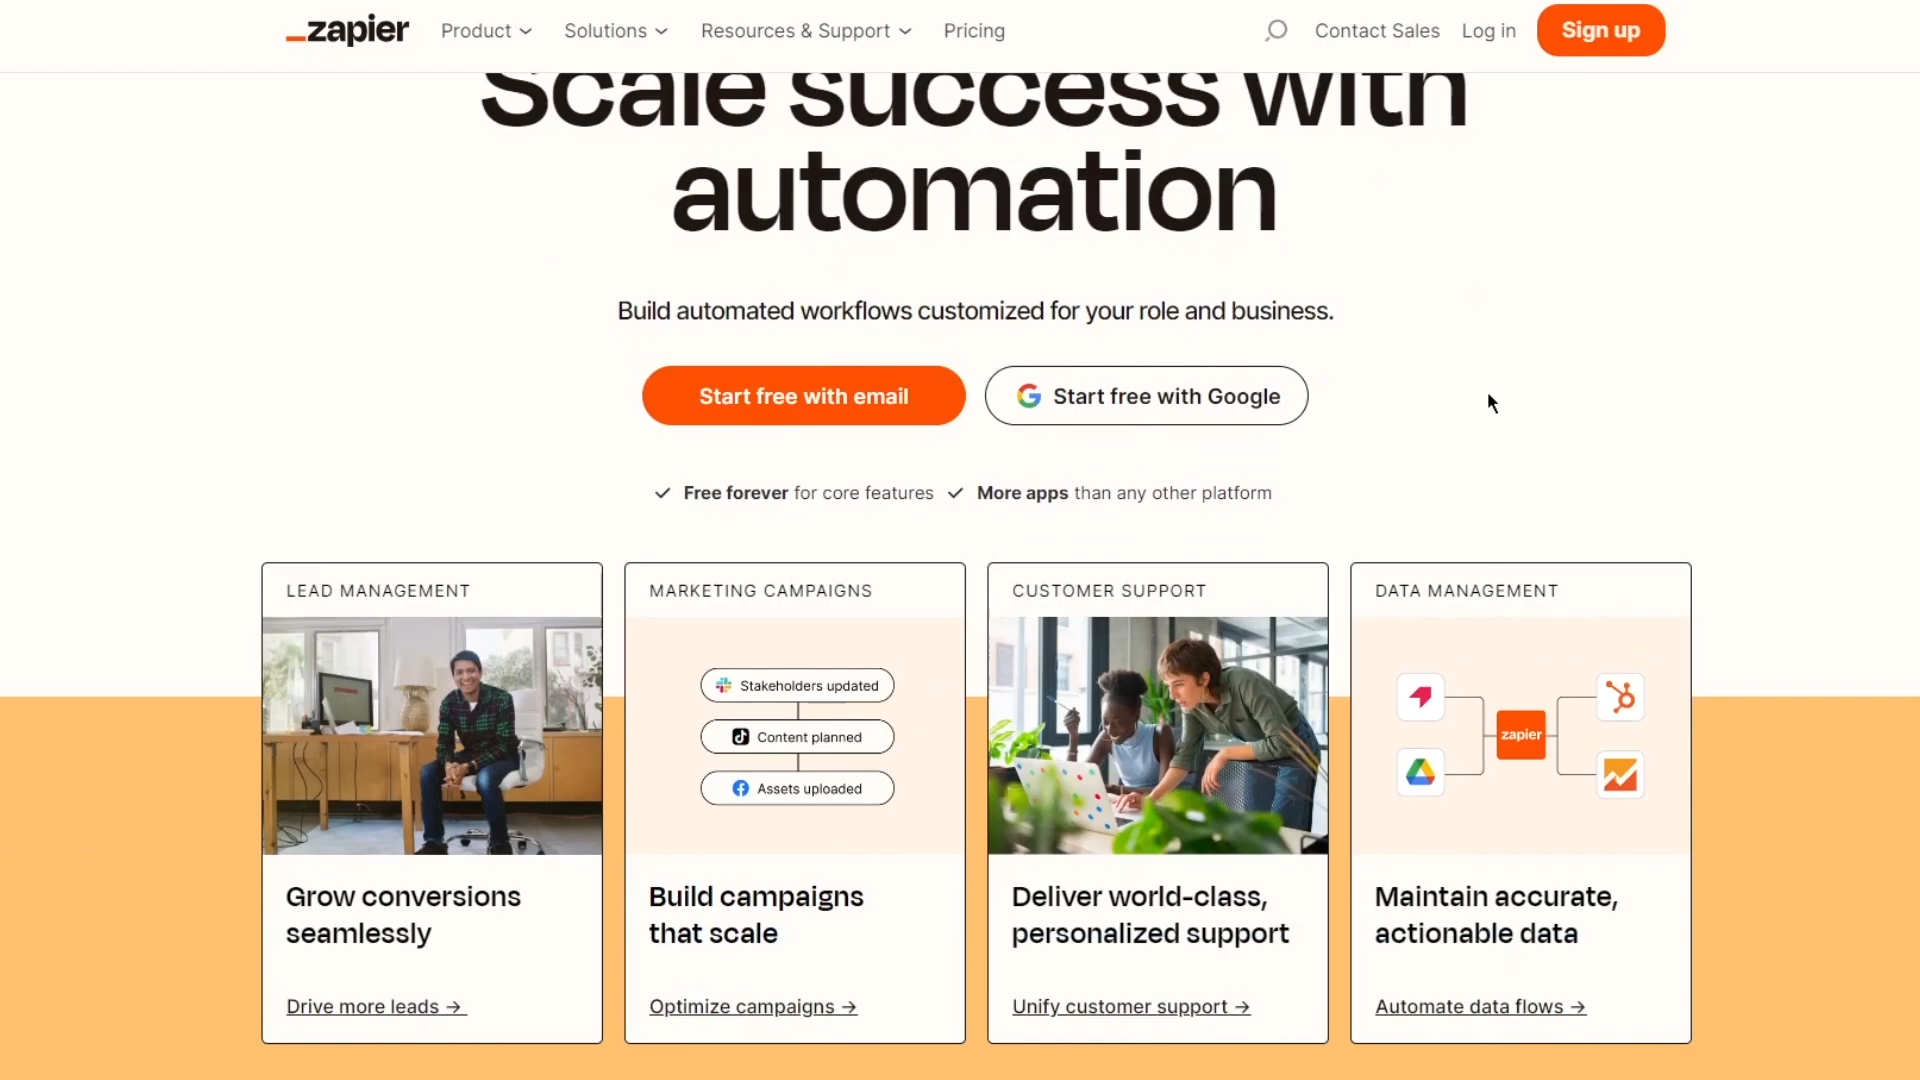 zapier
Product
Solutions
Resources & Support
Pricing
Contact Sales
Log in
Sign up
Scale success with
automation
Build automated workflows customized for your role and business.
Start free with email
Start free with Google
Free forever for core features
More apps than any other platform
LEAD MANAGEMENT
Grow conversions
seamlessly
Drive more leads →
MARKETING CAMPAIGNS
Stakeholders updated
Content planned
Assets uploaded
Build campaigns
that scale
Optimize campaigns →
CUSTOMER SUPPORT
Deliver world-class,
personalized support
Unify customer support →
DATA MANAGEMENT
zapier
Maintain accurate,
actionable data
Automate data flows →